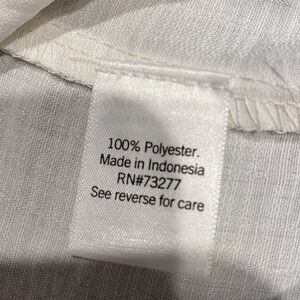 100% Polyester.
Made in Indonesia
RN#73277
See reverse for care